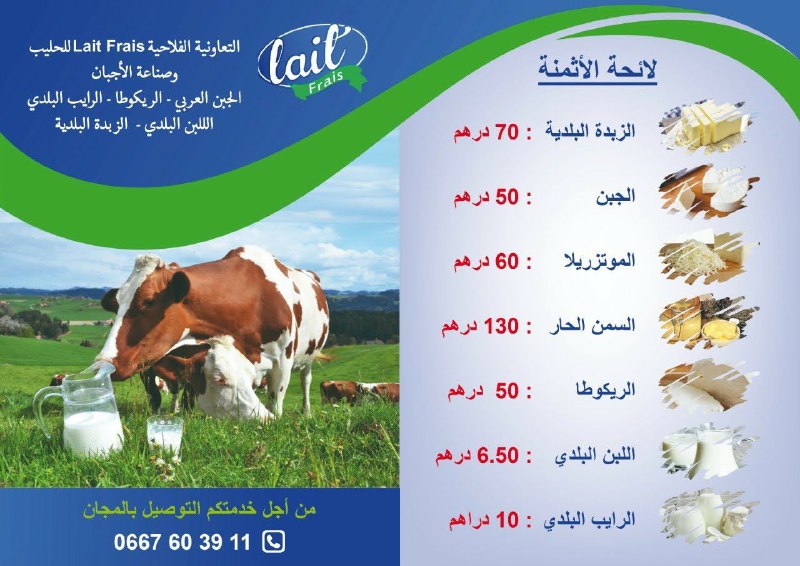 التعاونية الفلاحية Lait Frais للحليب
وصناعة الأجبان
الجبن العربي - الريكوطا - الرايب البلدي
الللبن البلدي - الزبدة البلدية
lait
Frais
لائحة الأثمنة
الزبدة البلدية : 70 درهم
الجبن : 50 درهم
الموتزريلا : 60 درهم
السمن الحار : 130 درهم
الريكوطا : 50 درهم
اللبن البلدي : 6.50 درهم
الرايب البلدي : 10 دراهم
من أجل خدمتكم التوصيل بالمجان
0667 60 39 11